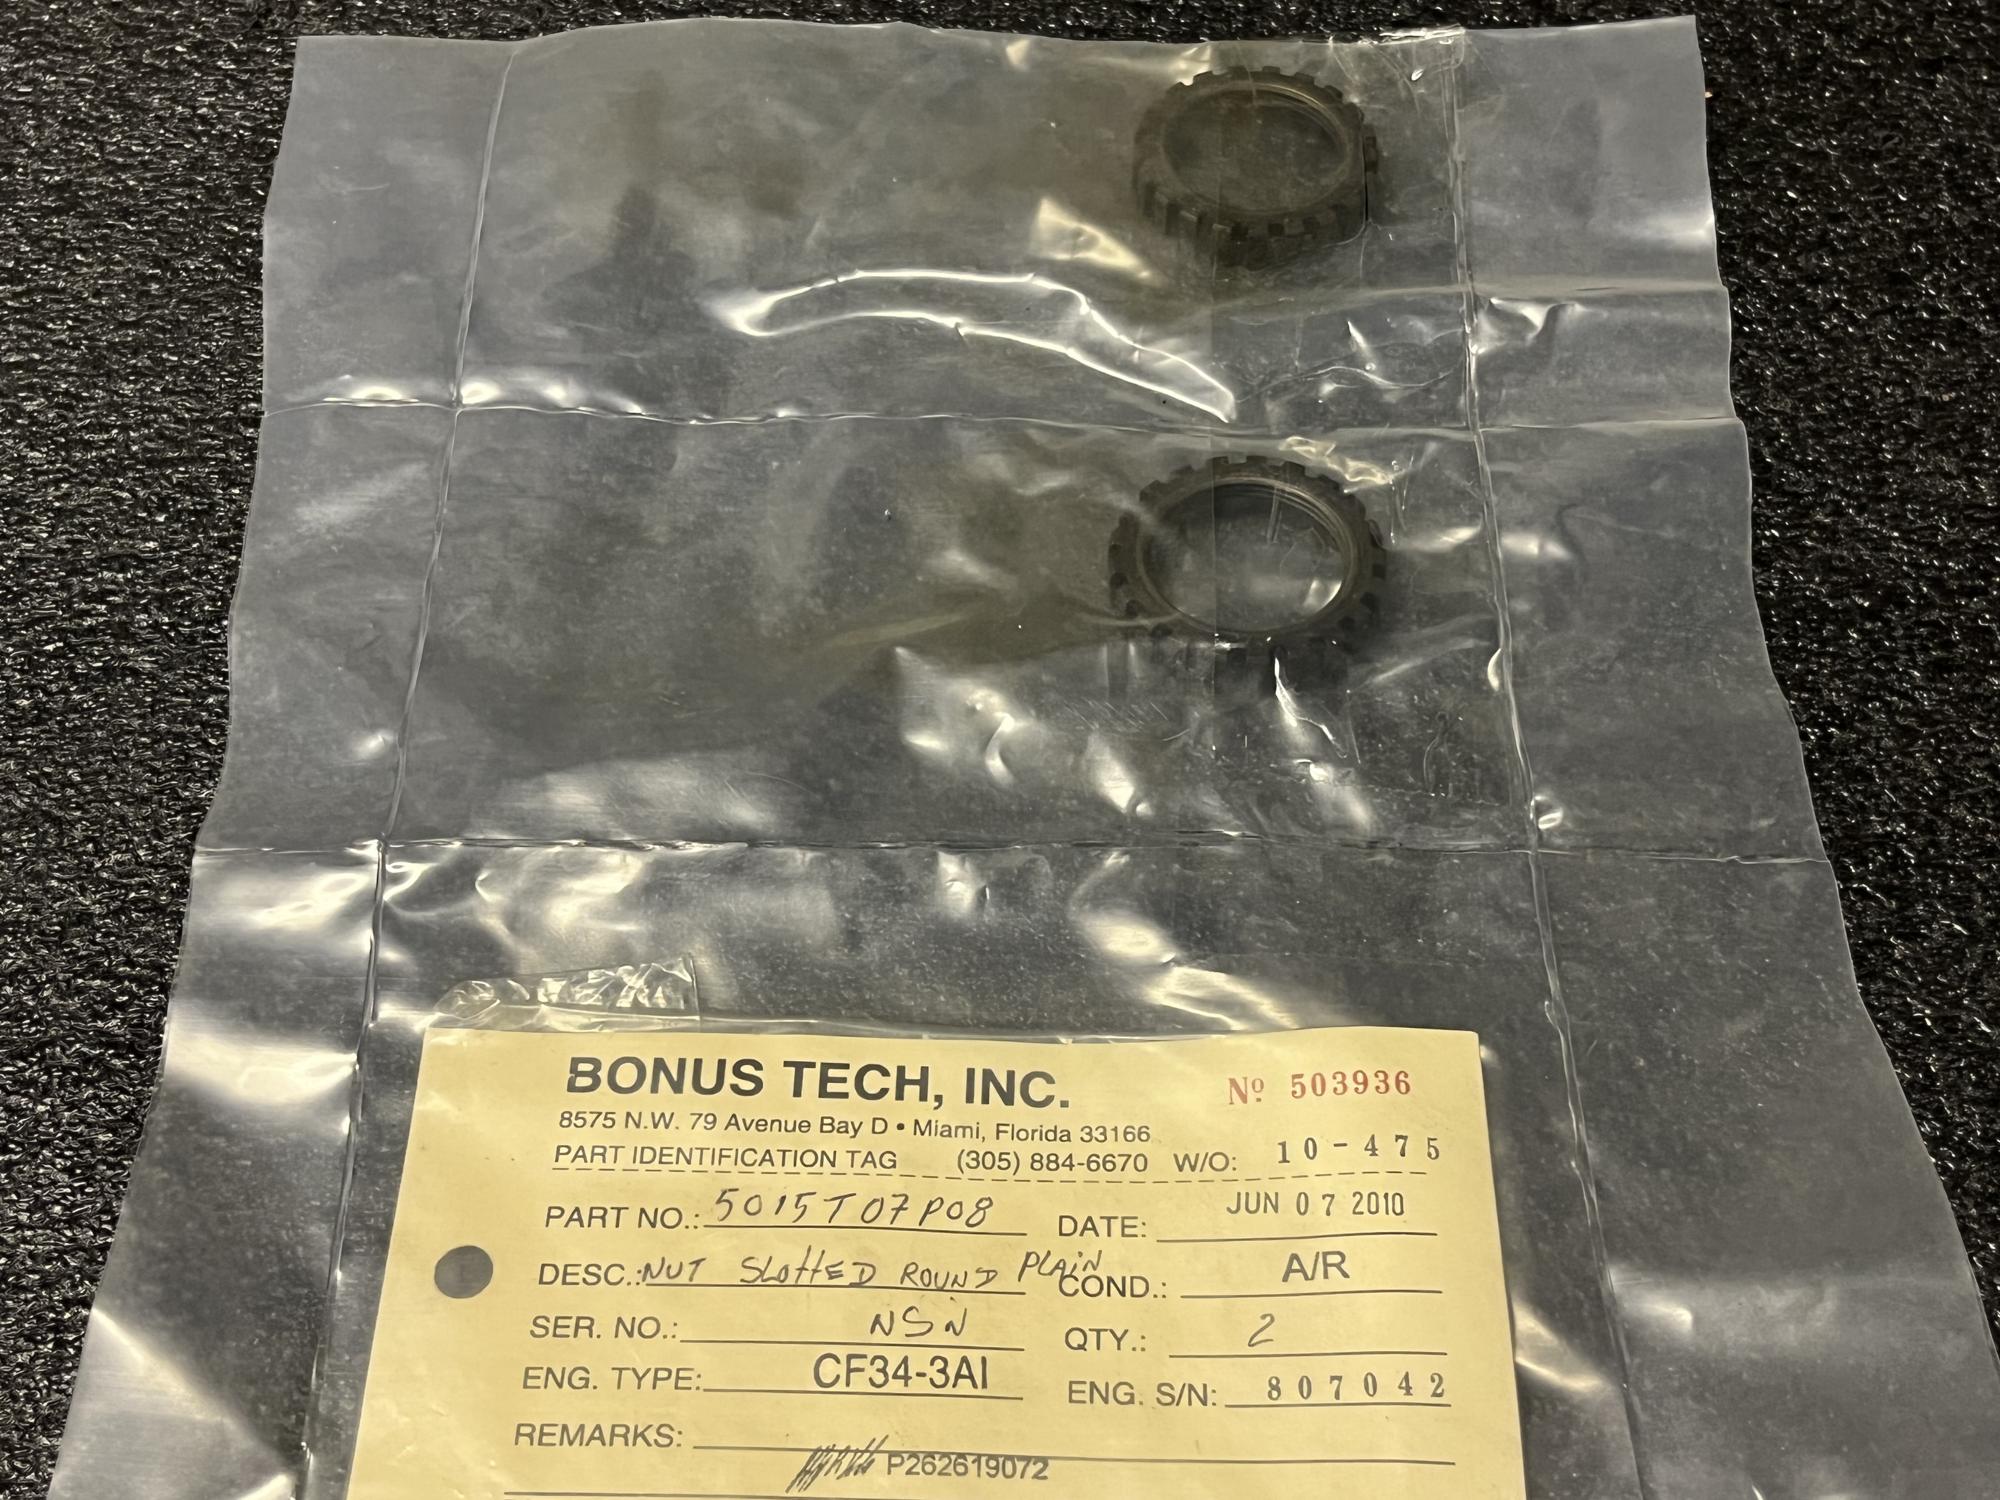 BONUS TECH, INC. Nº 503936
8575 N.W. 79 Avenue Bay D • Miami, Florida 33166
PART IDENTIFICATION TAG (305) 884-6670 W/O: 10-475
PART NO.: 5015T07P08 DATE: JUN 07 2010
DESC.: NUT SLOTTED ROUND PLAIN COND.: A/R
SER. NO.: NSN QTY.: 2
ENG. TYPE: CF34-3AI ENG. S/N: 807042
REMARKS:
P262619072